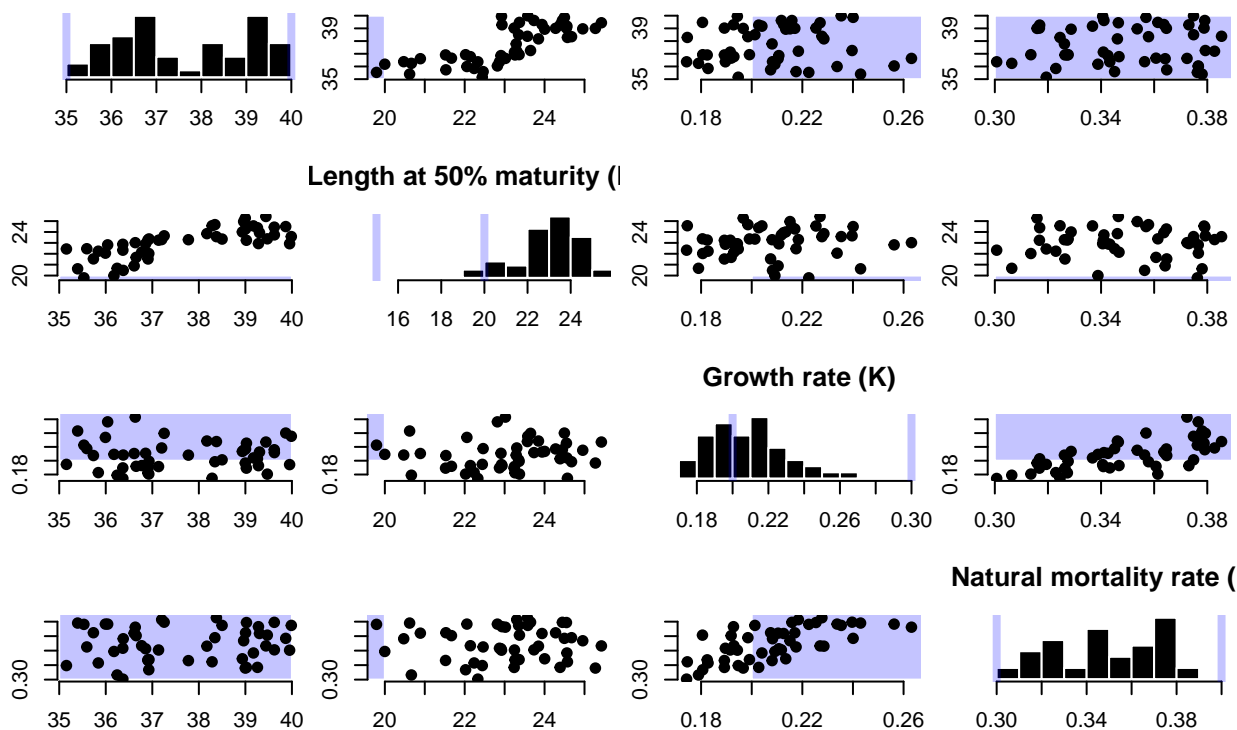 35 39 35 39 35 39
35 36 37 38 39 40 20 22 24 0.18 0.22 0.26 0.30 0.34 0.38
Length at 50% maturity (
20 24 20 24 20 24
35 36 37 38 39 40 16 18 20 22 24 0.18 0.22 0.26 0.30 0.34 0.38
Growth rate (K)
0.18 0.18 0.18
35 36 37 38 39 40 20 22 24 0.18 0.22 0.26 0.30 0.30 0.34 0.38
Natural mortality rate (
0.30 0.30 0.30
35 36 37 38 39 40 20 22 24 0.18 0.22 0.26 0.30 0.34 0.38